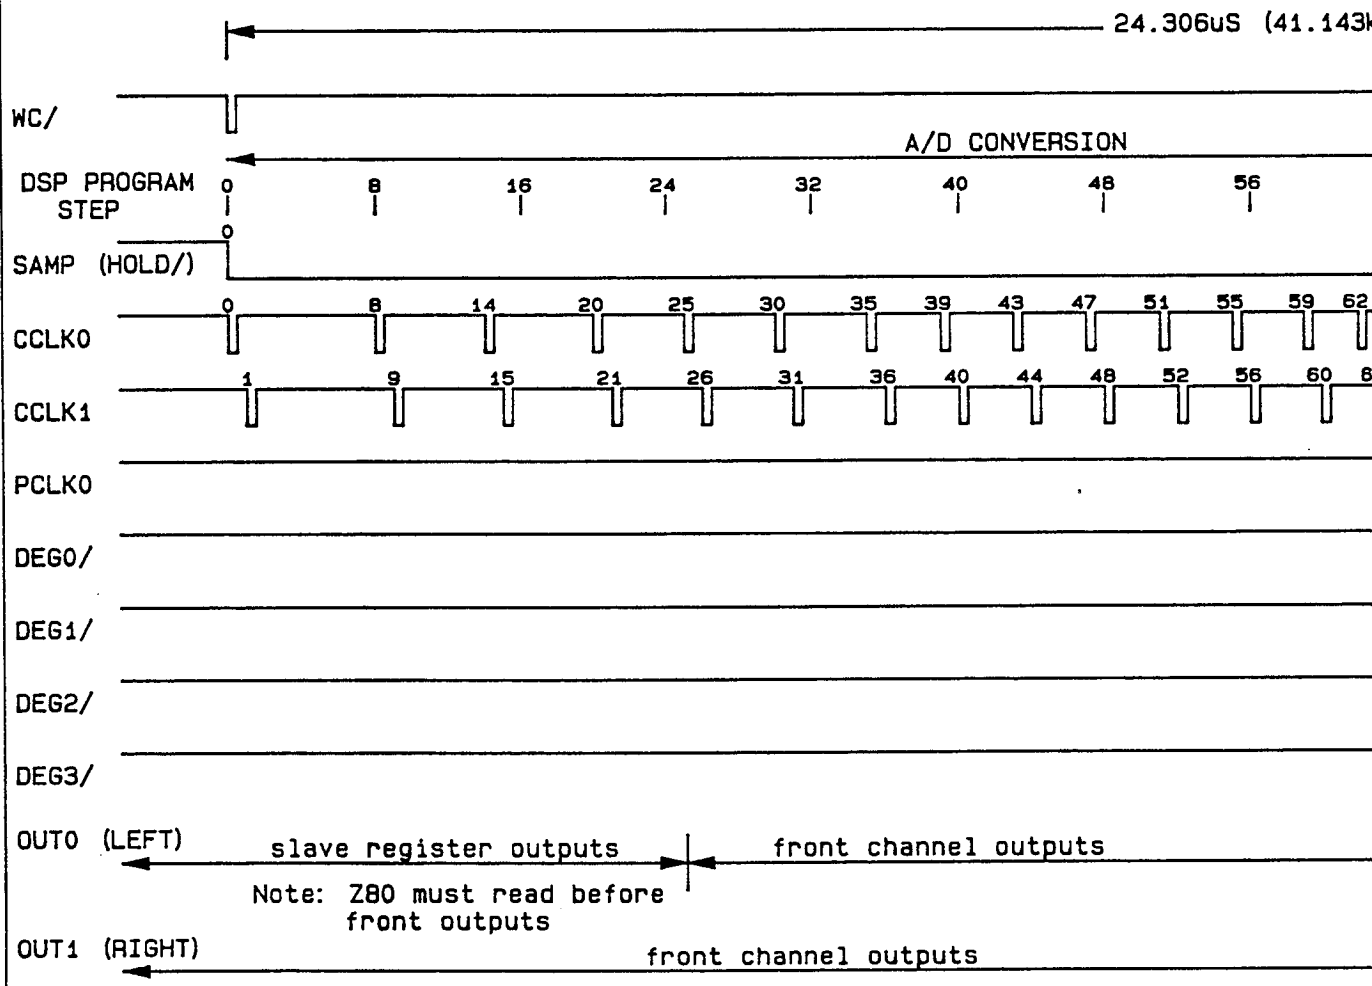 24.306uS (41.143k
WC/
A/D CONVERSION
DSP PROGRAM STEP
0 8 16 24 32 40 48 56
0
SAMP (HOLD/)
0 8 14 20 25 30 35 39 43 47 51 55 59 62
CCLK0
1 9 15 21 26 31 36 40 44 48 52 56 60
CCLK1
PCLK0
DEG0/
DEG1/
DEG2/
DEG3/
OUT0 (LEFT)
slave register outputs
front channel outputs
Note: Z80 must read before
front outputs
OUT1 (RIGHT)
front channel outputs